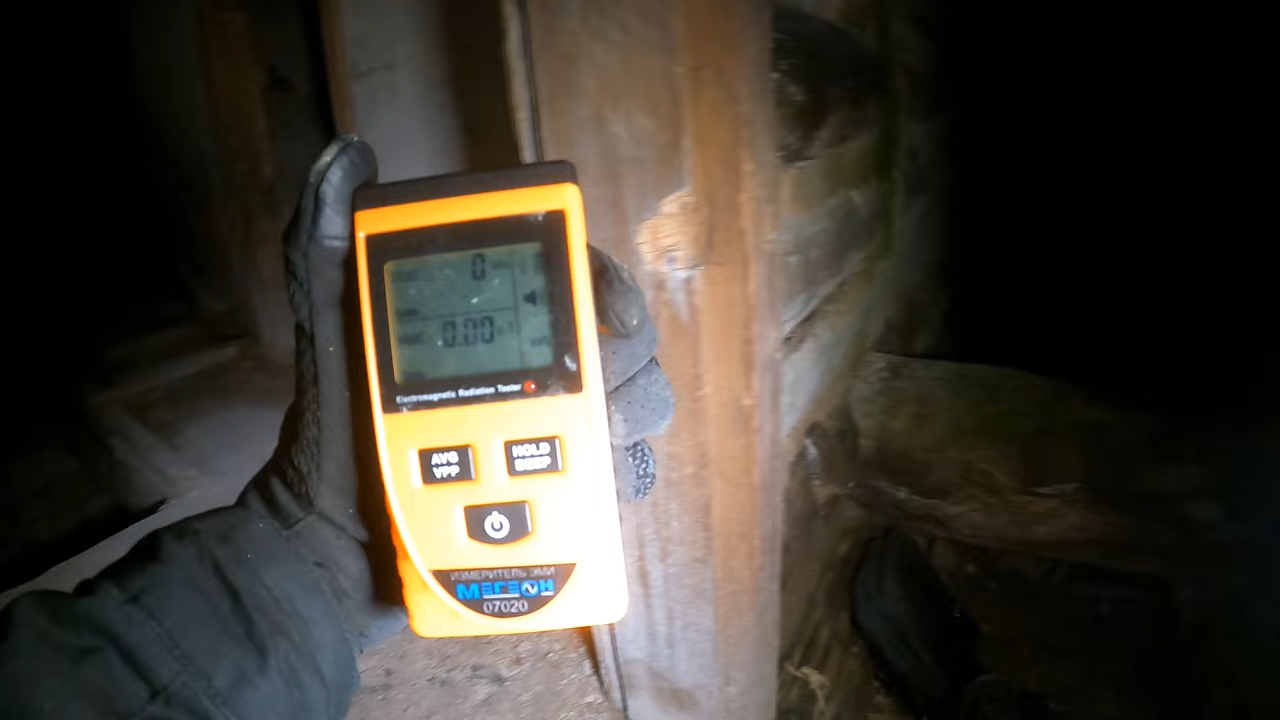 0
0.00
Electromagnetic Radiation Tester
AVG
VPP
HOLD
BEEP
ИЗМЕРИТЕЛЬ ЭМИ
МЕГЕОН
07020